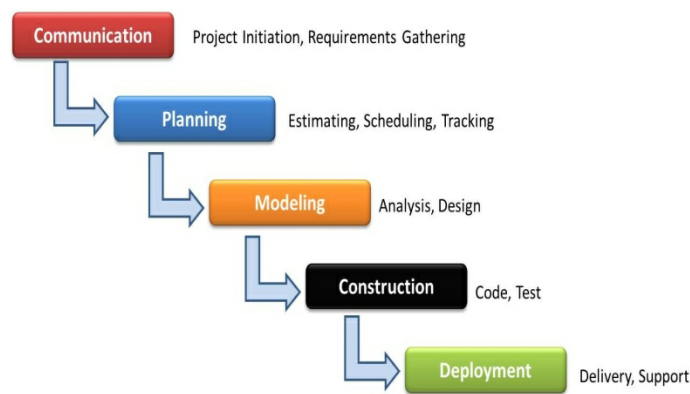 Communication
Project Initiation, Requirements Gathering
Planning
Estimating, Scheduling, Tracking
Modeling
Analysis, Design
Construction
Code, Test
Deployment
Delivery, Support